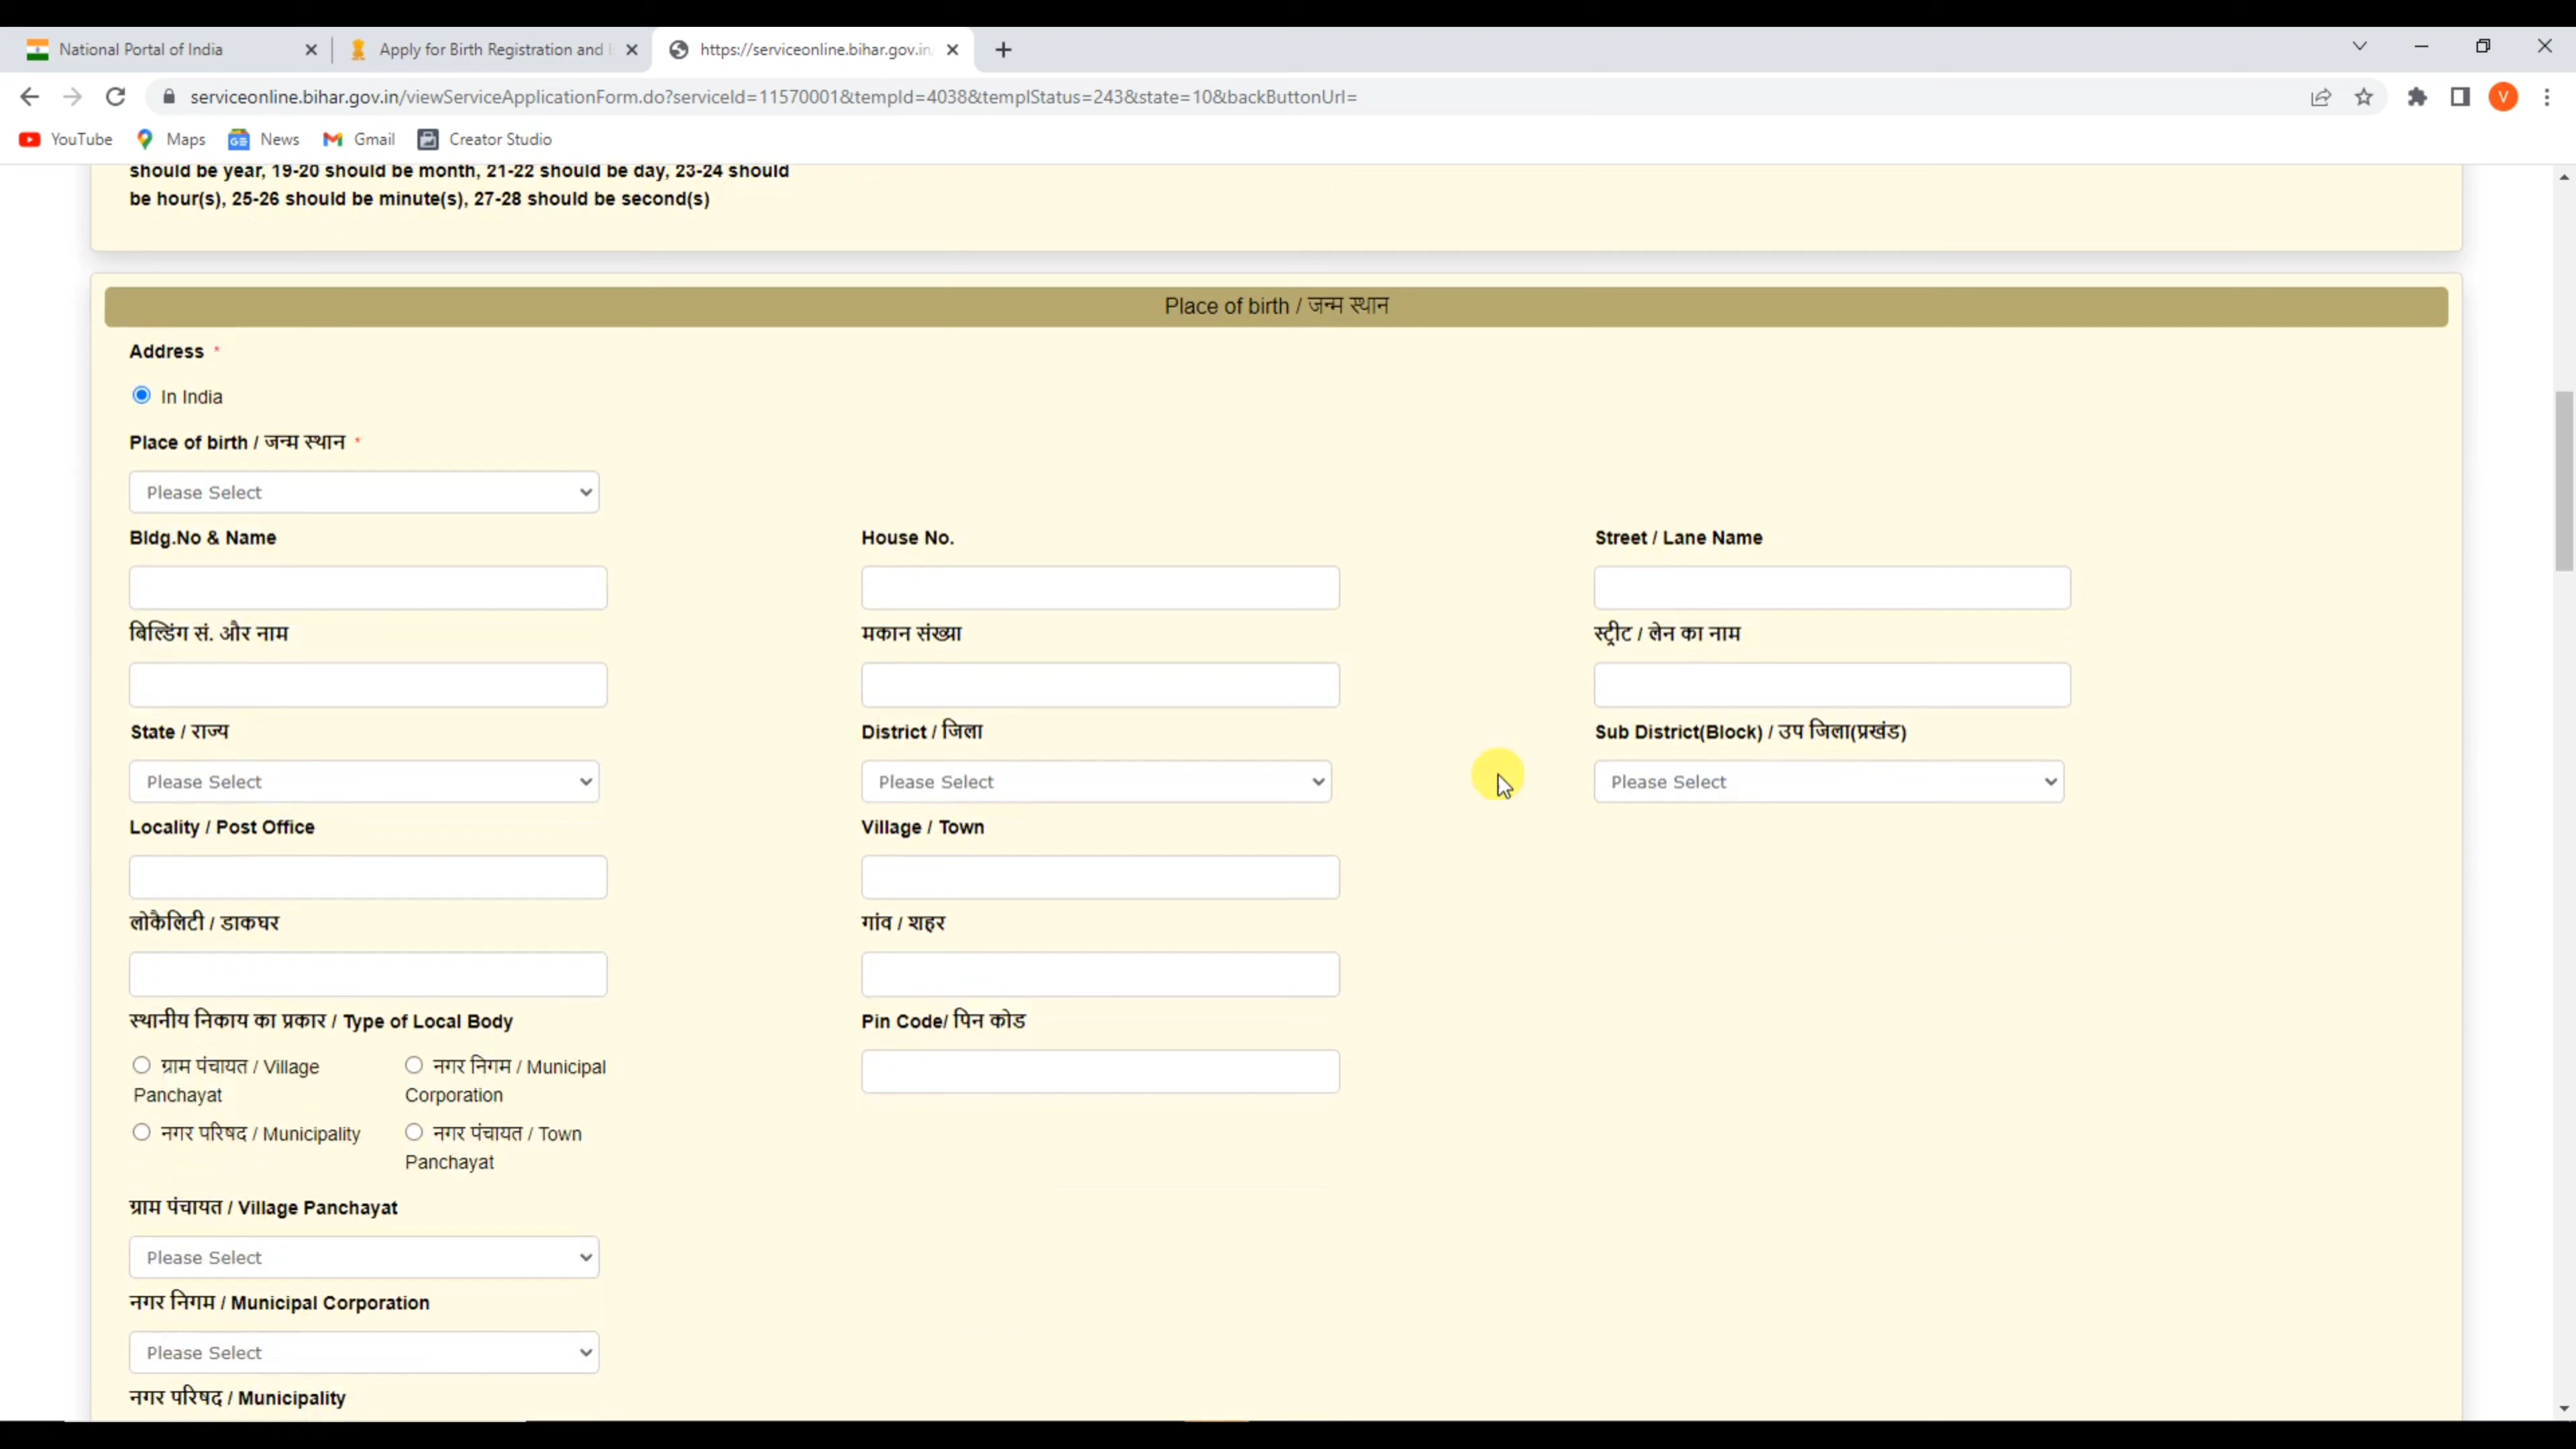 National Portal of India
Apply for Birth Registration and
https://serviceonline.bihar.gov.in/
serviceonline.bihar.gov.in/viewServiceApplicationForm.do?serviceId=11570001&tempId=4038&templStatus=243&state=10&backButtonUrl=
V
YouTube Maps News Gmail Creator Studio
should be year, 19-20 should be month, 21-22 should be day, 23-24 should
be hour(s), 25-26 should be minute(s), 27-28 should be second(s)
Place of birth / जन्म स्थान
Address *
In India
Place of birth / जन्म स्थान *
Please Select
Bldg.No & Name House No. Street / Lane Name
बिल्डिंग सं. और नाम मकान संख्या स्ट्रीट / लेन का नाम
State / राज्य District / जिला Sub District(Block) / उप जिला(प्रखंड)
Please Select Please Select Please Select
Locality / Post Office Village / Town
लोकैलिटी / डाकघर गांव / शहर
स्थानीय निकाय का प्रकार / Type of Local Body Pin Code/ पिन कोड
ग्राम पंचायत / Village नगर निगम / Municipal
Panchayat Corporation
नगर परिषद / Municipality नगर पंचायत / Town
Panchayat
ग्राम पंचायत / Village Panchayat
Please Select
नगर निगम / Municipal Corporation
Please Select
नगर परिषद / Municipality